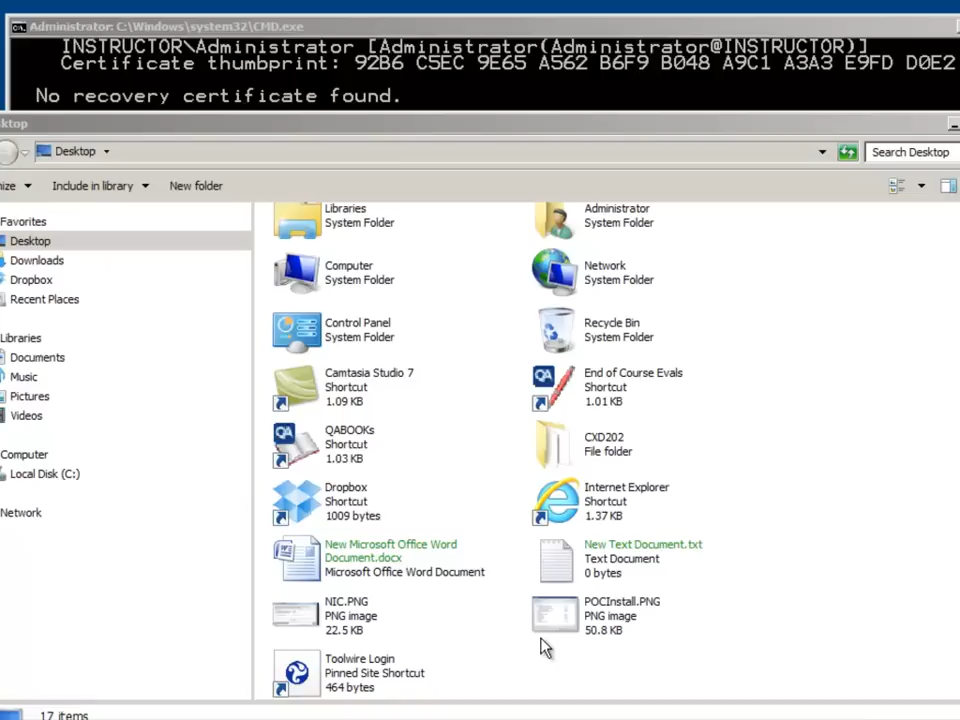 Administrator: C:\Windows\system32\CMD.exe
INSTRUCTOR\Administrator [Administrator(Administrator@INSTRUCTOR)]
Certificate thumbprint: 92B6 C5EC 9E65 A562 B6F9 B048 A9C1 A3A3 E9FD D0E2
No recovery certificate found.
ktop
Desktop
Search Desktop
ize
Include in library
New folder
Favorites
Desktop
Downloads
Dropbox
Recent Places
Libraries
Documents
Music
Pictures
Videos
Computer
Local Disk (C:)
Network
Libraries
System Folder
Administrator
System Folder
Computer
System Folder
Network
System Folder
Control Panel
System Folder
Recycle Bin
System Folder
Camtasia Studio 7
Shortcut
1.09 KB
QA
End of Course Evals
Shortcut
1.01 KB
QA
QABOOKs
Shortcut
1.03 KB
CXD202
File folder
Dropbox
Shortcut
1009 bytes
Internet Explorer
Shortcut
1.37 KB
New Microsoft Office Word
Document.docx
Microsoft Office Word Document
New Text Document.txt
Text Document
0 bytes
NIC.PNG
PNG image
22.5 KB
POCInstall.PNG
PNG image
50.8 KB
Toolwire Login
Pinned Site Shortcut
464 bytes
17 items